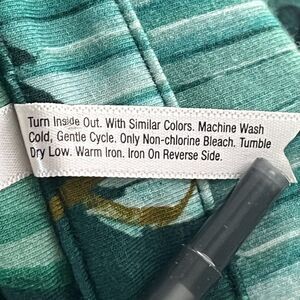 Turn Inside Out. With Similar Colors. Machine Wash
Cold, Gentle Cycle. Only Non-chlorine Bleach. Tumble
Dry Low. Warm Iron. Iron On Reverse Side.